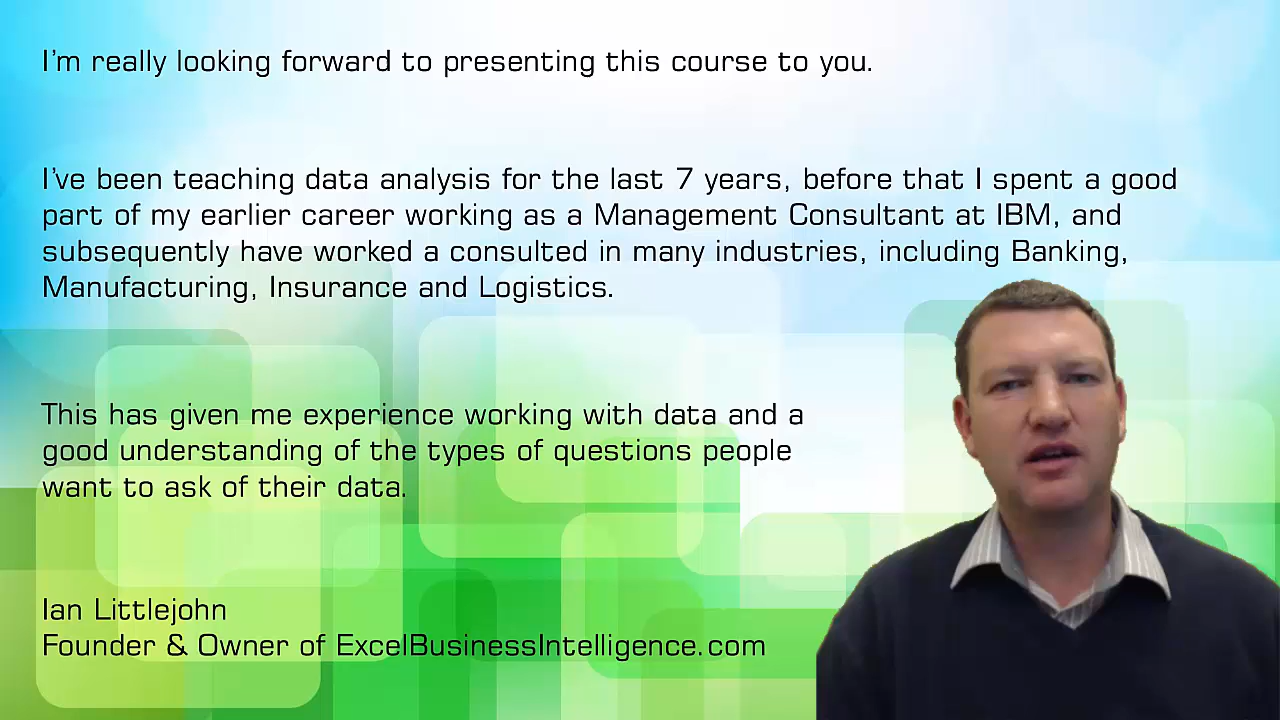 I'm really looking forward to presenting this course to you.
I've been teaching data analysis for the last 7 years, before that I spent a good
part of my earlier career working as a Management Consultant at IBM, and
subsequently have worked a consulted in many industries, including Banking,
Manufacturing, Insurance and Logistics.
This has given me experience working with data and a
good understanding of the types of questions people
want to ask of their data.
Ian Littlejohn
Founder & Owner of ExcelBusinessIntelligence.com